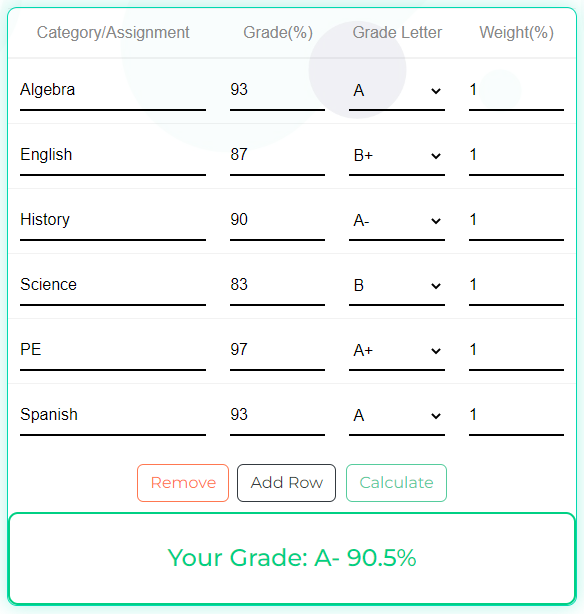 Category/Assignment Grade(%) Grade Letter Weight(%)
Algebra 93 A 1
English 87 B+ 1
History 90 A- 1
Science 83 B 1
PE 97 A+ 1
Spanish 93 A 1
Remove Add Row Calculate
Your Grade: A- 90.5%